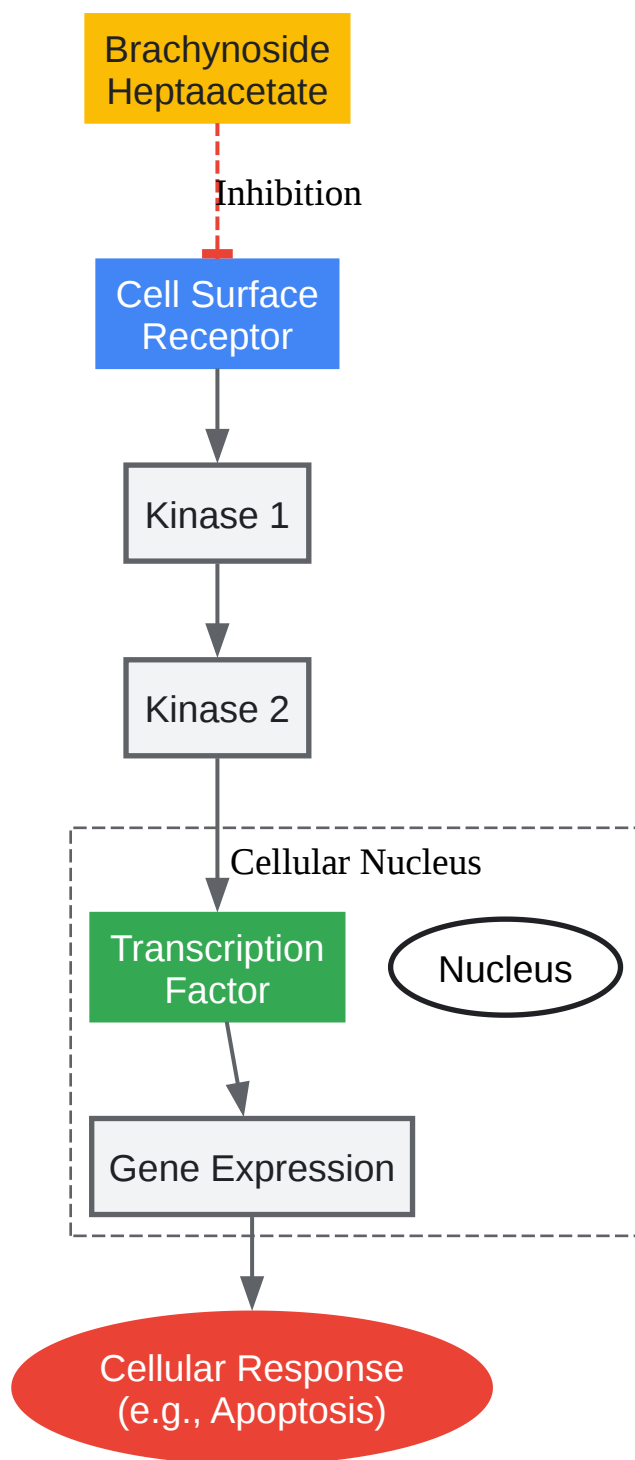 Brachynoside
Heptaacetate
Inhibition
Cell Surface
Receptor
Kinase 1
Kinase 2
Cellular Nucleus
Transcription
Factor
Nucleus
Gene Expression
Cellular Response
(e.g., Apoptosis)